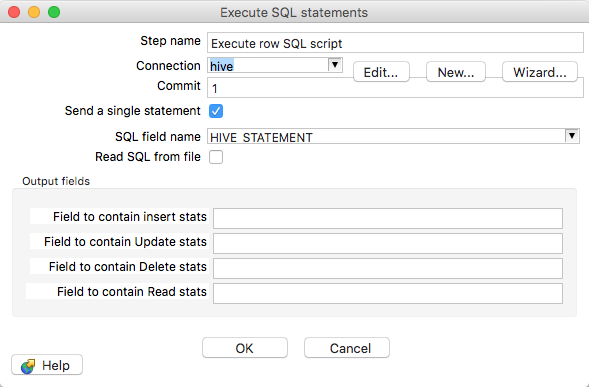 Execute SQL statements
Step name Execute row SQL script
Connection hive Edit... New... Wizard...
Commit 1
Send a single statement
SQL field name HIVE_STATEMENT
Read SQL from file
Output fields
Field to contain insert stats
Field to contain Update stats
Field to contain Delete stats
Field to contain Read stats
OK Cancel
Help